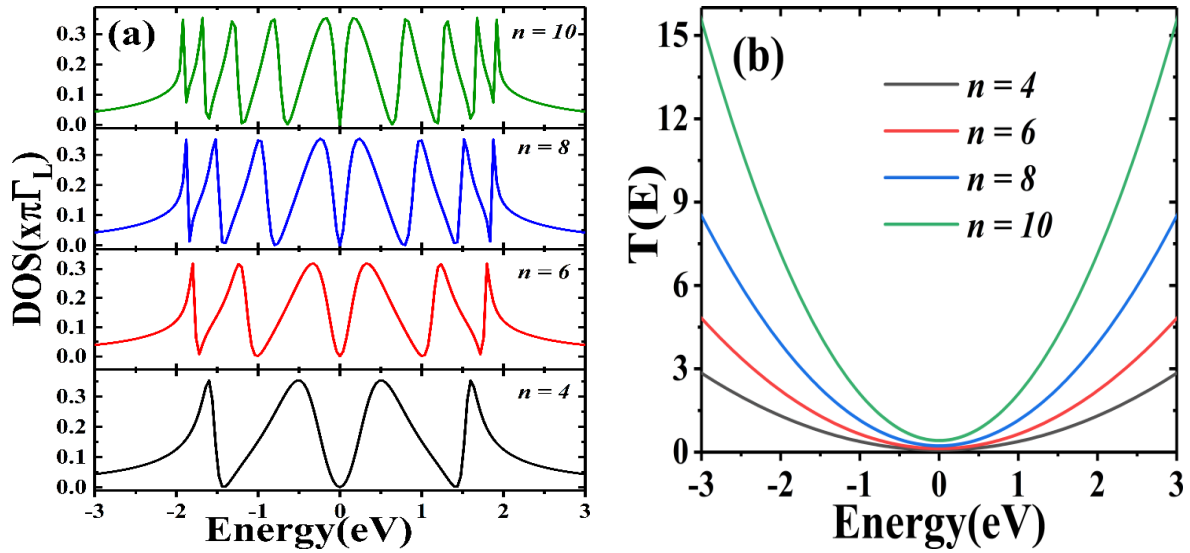 (a)
n = 10
0.3
0.2
0.1
0.0
n = 8
0.3
0.2
0.1
0.0
n = 6
0.3
0.2
0.1
0.0
n = 4
0.3
0.2
0.1
0.0
DOS(xπΓL)
-3 -2 -1 0 1 2 3
Energy(eV)
(b)
n = 4
n = 6
n = 8
n = 10
15
12
9
6
3
0
T(E)
-3 -2 -1 0 1 2 3
Energy(eV)